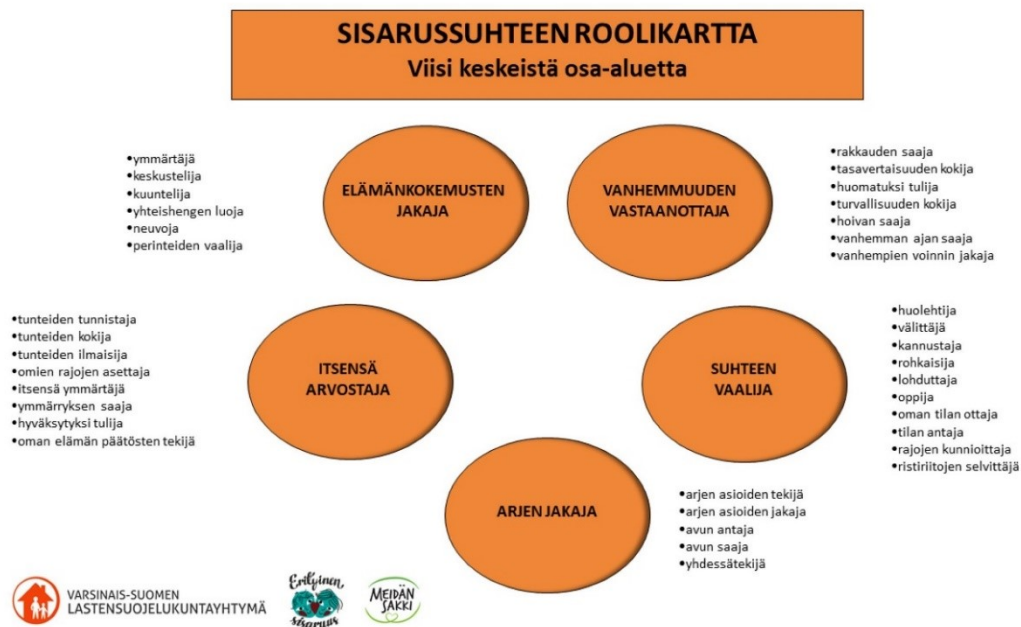 SISARUSSUHTEEN ROOLIKARTTA
Viisi keskeistä osa-aluetta
•ymmärtäjä
•keskustelija
•kuuntelija
•yhteishengen luoja
•neuvoja
•perinteiden vaalija
ELÄMÄNKOKEMUSTEN
JAKAJA
VANHEMMUUDEN
VASTAANOTTAJA
•rakkauden saaja
•tasavertaisuuden kokija
•huomatuksi tulija
•turvallisuuden kokija
•hoivan saaja
•vanhemman ajan saaja
•vanhempien voinnin jakaja
•tunteiden tunnistaja
•tunteiden kokija
•tunteiden ilmaisija
•omien rajojen asettaja
•itsensä ymmärtäjä
•ymmärryksen saaja
•hyväksytyksi tulija
•oman elämän päätösten tekijä
ITSENSÄ
ARVOSTAJA
SUHTEEN
VAALIJA
•huolehtija
•välittäjä
•kannustaja
•rohkaisija
•lohduttaja
•oppija
•oman tilan ottaja
•tilan antaja
•rajojen kunnioittaja
•ristiriitojen selvittäjä
ARJEN JAKAJA
•arjen asioiden tekijä
•arjen asioiden jakaja
•avun antaja
•avun saaja
•yhdessätekijä
VARSINAIS-SUOMEN
LASTENSUOJELUKUNTAYHTYMÄ
Erilainen
sisaruus
MEIDÄN
SAKKI